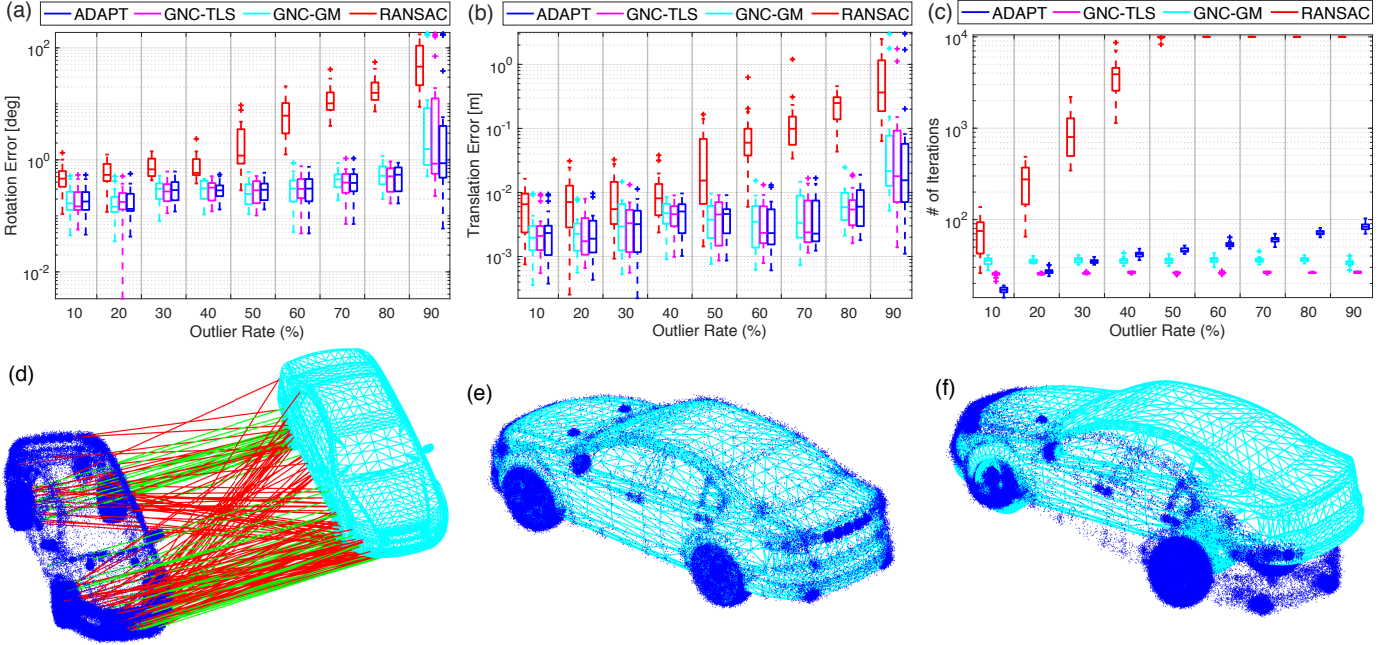 (a)
ADAPT GNC-TLS GNC-GM RANSAC
Rotation Error [deg]
10^2
10^0
10^-2
10 20 30 40 50 60 70 80 90
Outlier Rate (%)
(b)
ADAPT GNC-TLS GNC-GM RANSAC
Translation Error [m]
10^0
10^-1
10^-2
10^-3
10 20 30 40 50 60 70 80 90
Outlier Rate (%)
(c)
ADAPT GNC-TLS GNC-GM RANSAC
# of Iterations
10^4
10^3
10^2
10 20 30 40 50 60 70 80 90
Outlier Rate (%)
(d)
(e)
(f)